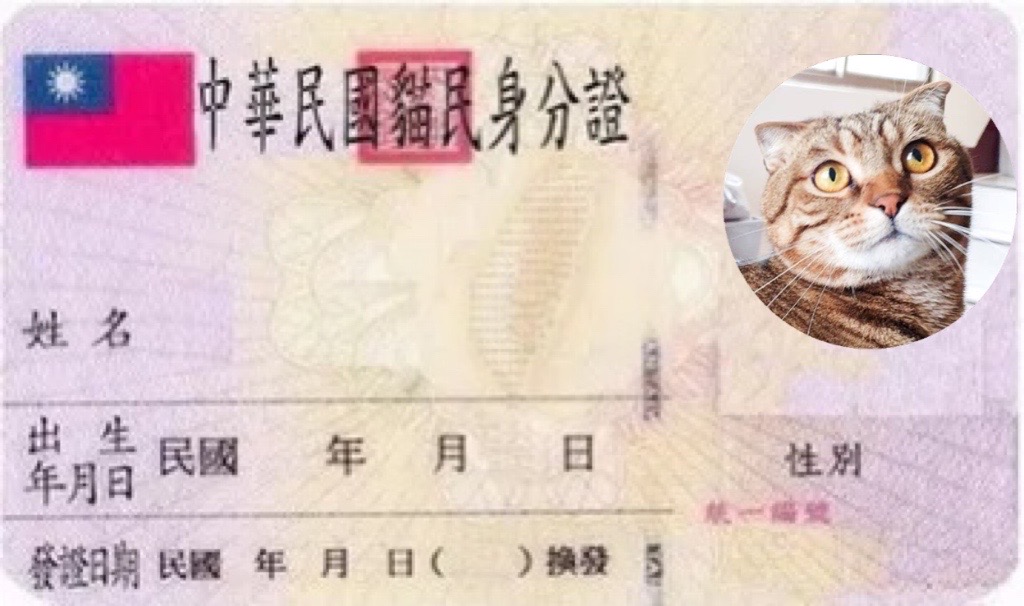 中華民國貓民身分證
姓名
出生年月日 民國 年 月 日
性別
統一編號
發證日期 民國 年 月 日( )換發